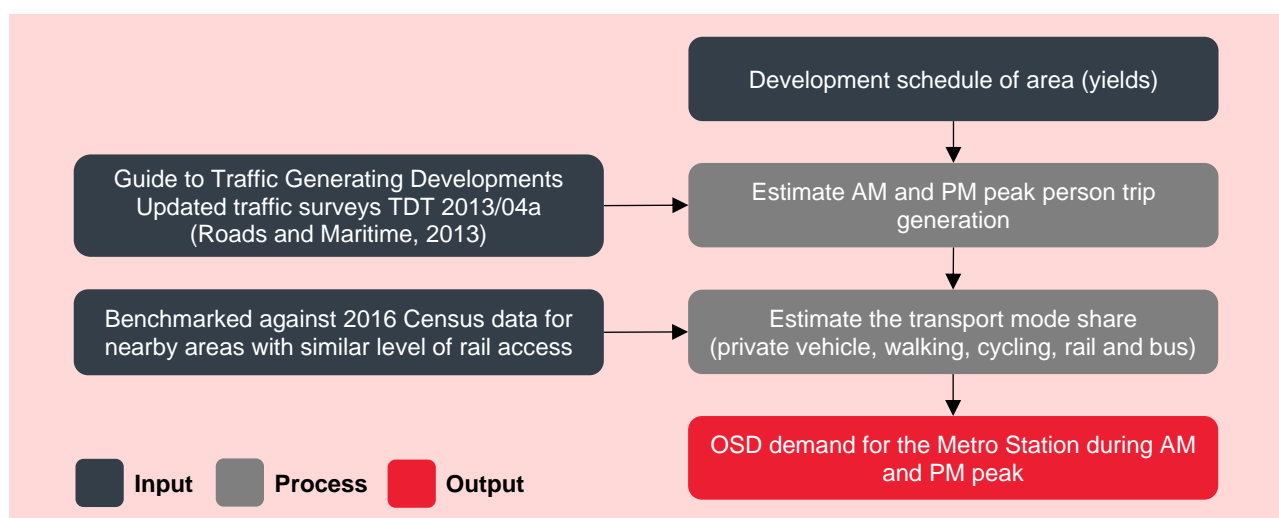 Development schedule of area (yields)
Guide to Traffic Generating Developments
Updated traffic surveys TDT 2013/04a
(Roads and Maritime, 2013)
Estimate AM and PM peak person trip
generation
Benchmarked against 2016 Census data for
nearby areas with similar level of rail access
Estimate the transport mode share
(private vehicle, walking, cycling, rail and bus)
OSD demand for the Metro Station during AM
and PM peak
Input
Process
Output